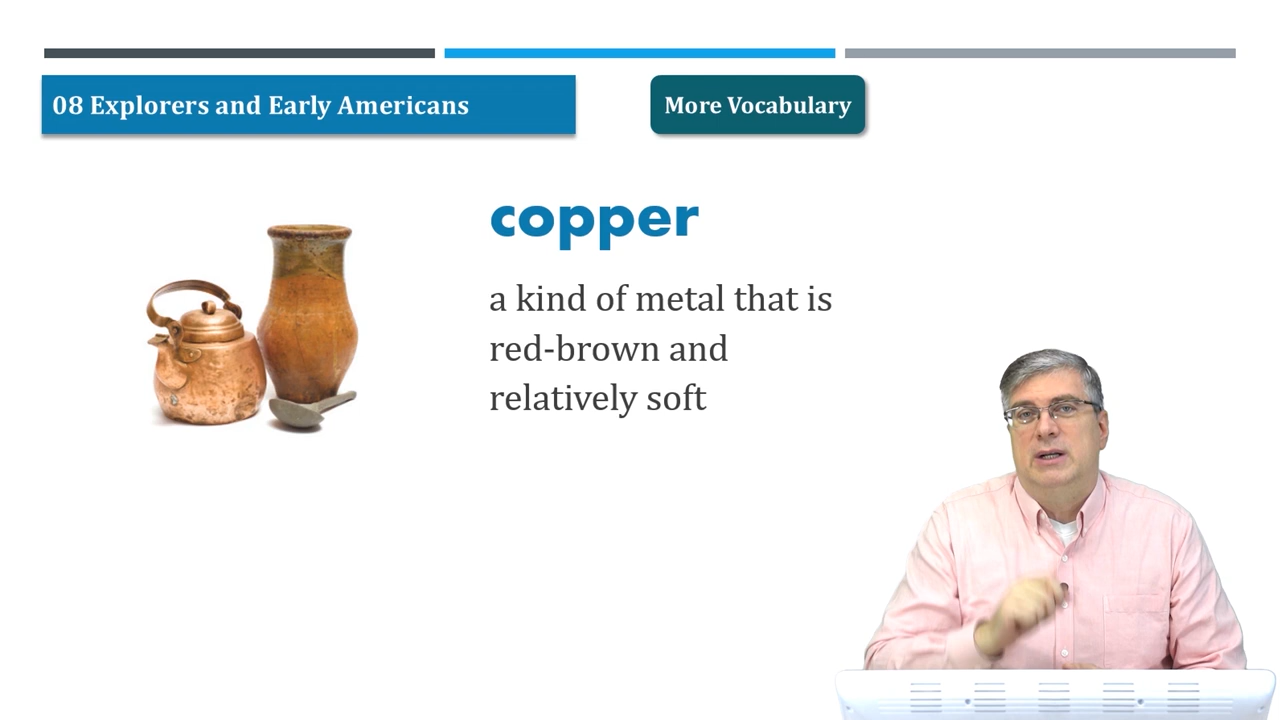 08 Explorers and Early Americans
More Vocabulary
copper
a kind of metal that is
red-brown and
relatively soft